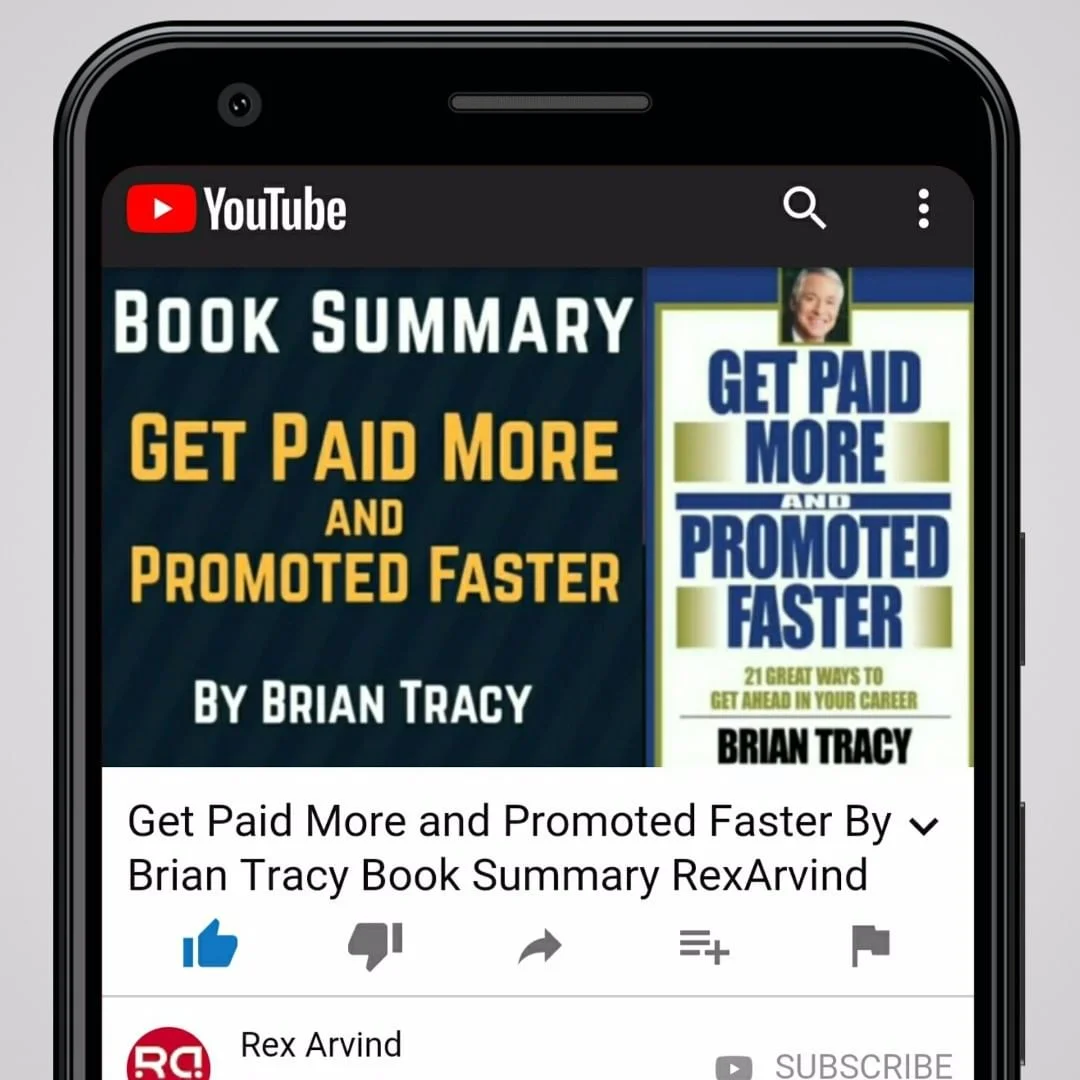 YouTube
BOOK SUMMARY
GET PAID MORE
AND
PROMOTED FASTER
BY BRIAN TRACY
GET PAID
MORE
AND
PROMOTED
FASTER
21 GREAT WAYS TO
GET AHEAD IN YOUR CAREER
BRIAN TRACY
Get Paid More and Promoted Faster By
Brian Tracy Book Summary RexArvind
RA
Rex Arvind
SUBSCRIBE